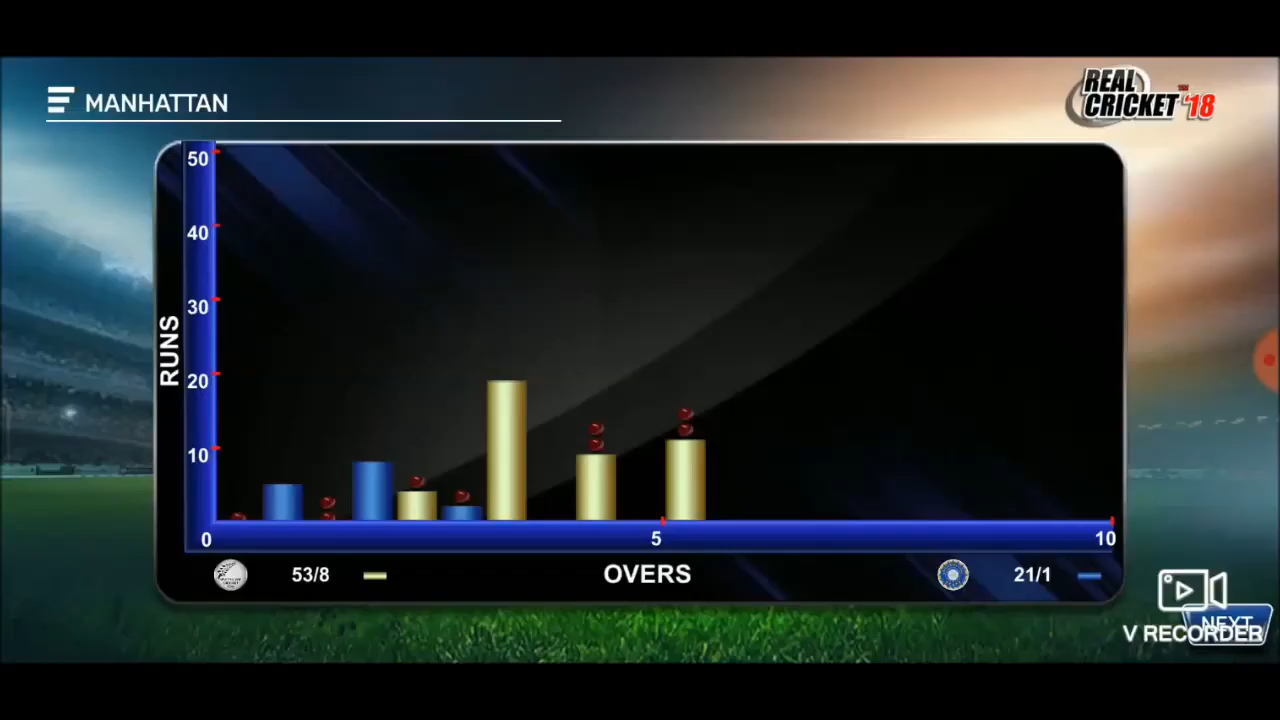 MANHATTAN
REAL
CRICKET™ '18
50
40
30
20
10
RUNS
0
5
10
53/8
OVERS
21/1
NEXT
V RECORDER